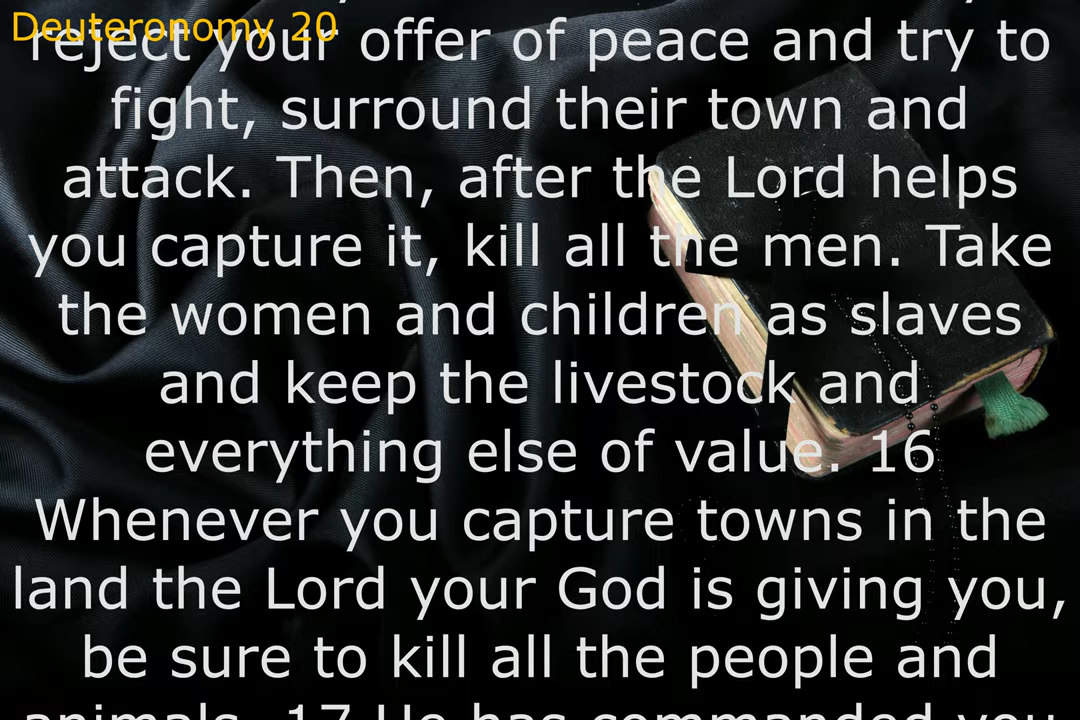 Deuteronomy 20
reject your offer of peace and try to
fight, surround their town and
attack. Then, after the Lord helps
you capture it, kill all the men. Take
the women and children as slaves
and keep the livestock and
everything else of value. 16
Whenever you capture towns in the
land the Lord your God is giving you,
be sure to kill all the people and
animals. 17 He has commanded you